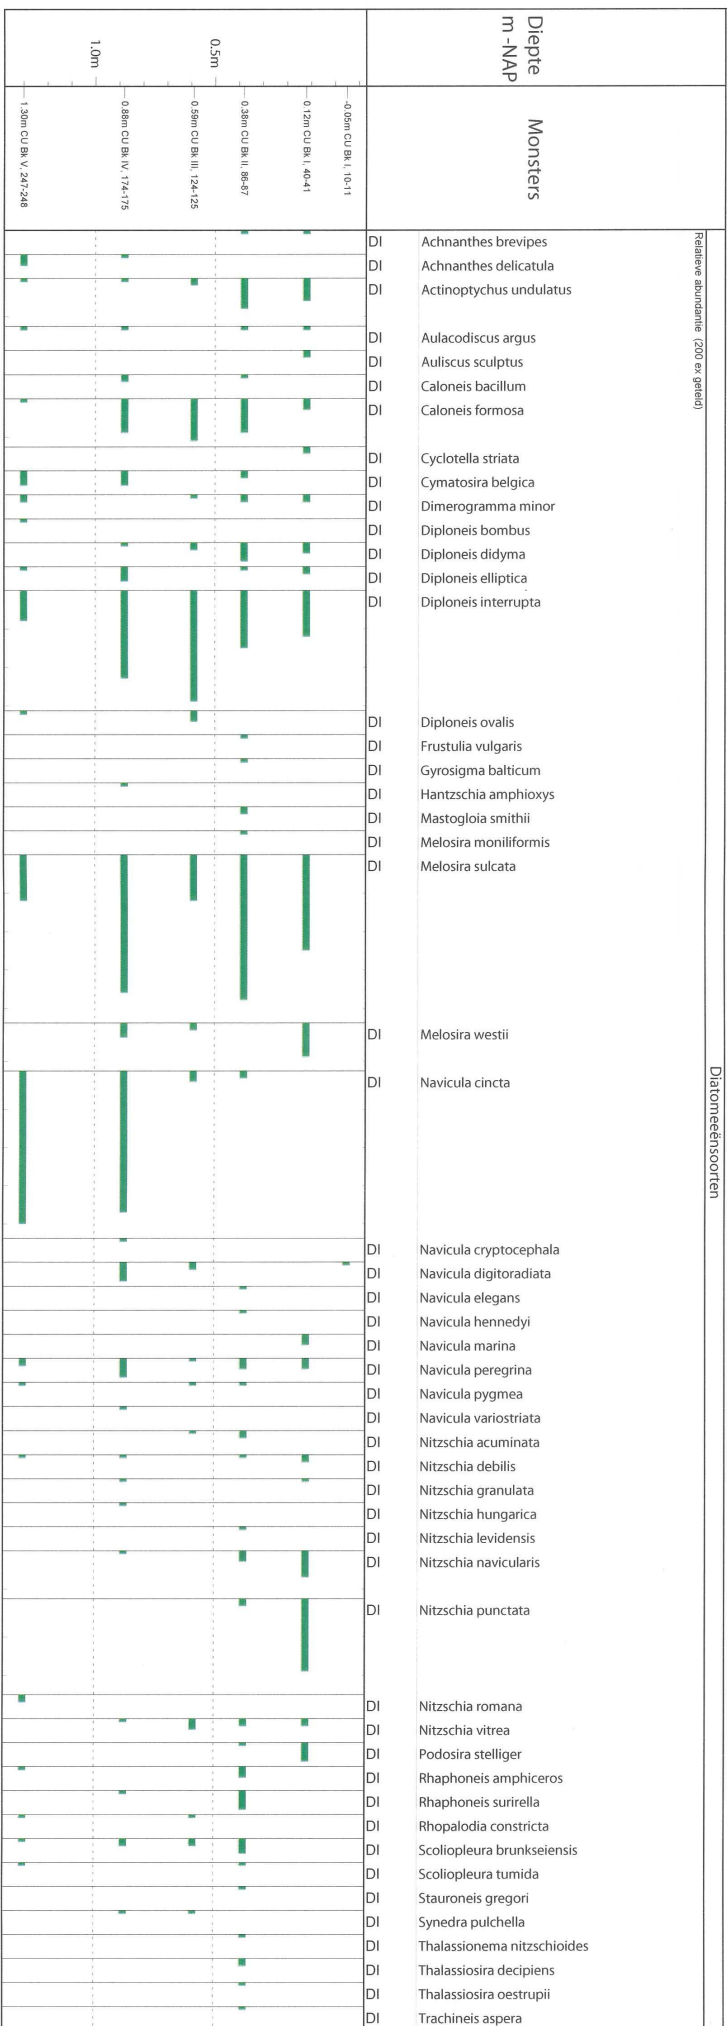 Diepte
m -NAP
0.5m
1.0m
Monsters
-0.05m CU Bk I, 10-11
0.12m CU Bk I, 40-41
0.38m CU Bk II, 86-87
0.59m CU Bk III, 124-125
0.88m CU Bk IV, 174-175
1.30m CU Bk V, 247-248
Diatomeeënsoorten
Relatieve abundantie (200 ex geteld)
DI Achnanthes brevipes
DI Achnanthes delicatula
DI Actinoptychus undulatus
DI Aulacodiscus argus
DI Auliscus sculptus
DI Caloneis bacillum
DI Caloneis formosa
DI Cyclotella striata
DI Cymatosira belgica
DI Dimerogramma minor
DI Diploneis bombus
DI Diploneis didyma
DI Diploneis elliptica
DI Diploneis interrupta
DI Diploneis ovalis
DI Frustulia vulgaris
DI Gyrosigma balticum
DI Hantzschia amphioxys
DI Mastogloia smithii
DI Melosira moniliformis
DI Melosira sulcata
DI Melosira westii
DI Navicula cincta
DI Navicula cryptocephala
DI Navicula digitoradiata
DI Navicula elegans
DI Navicula hennedyi
DI Navicula marina
DI Navicula peregrina
DI Navicula pygmea
DI Navicula variostriata
DI Nitzschia acuminata
DI Nitzschia debilis
DI Nitzschia granulata
DI Nitzschia hungarica
DI Nitzschia levidensis
DI Nitzschia navicularis
DI Nitzschia punctata
DI Nitzschia romana
DI Nitzschia vitrea
DI Podosira stelliger
DI Rhaphoneis amphiceros
DI Rhaphoneis surirella
DI Rhopalodia constricta
DI Scoliopleura brunkseiensis
DI Scoliopleura tumida
DI Stauroneis gregori
DI Synedra pulchella
DI Thalassionema nitzschioides
DI Thalassiosira decipiens
DI Thalassiosira oestrupii
DI Trachineis aspera